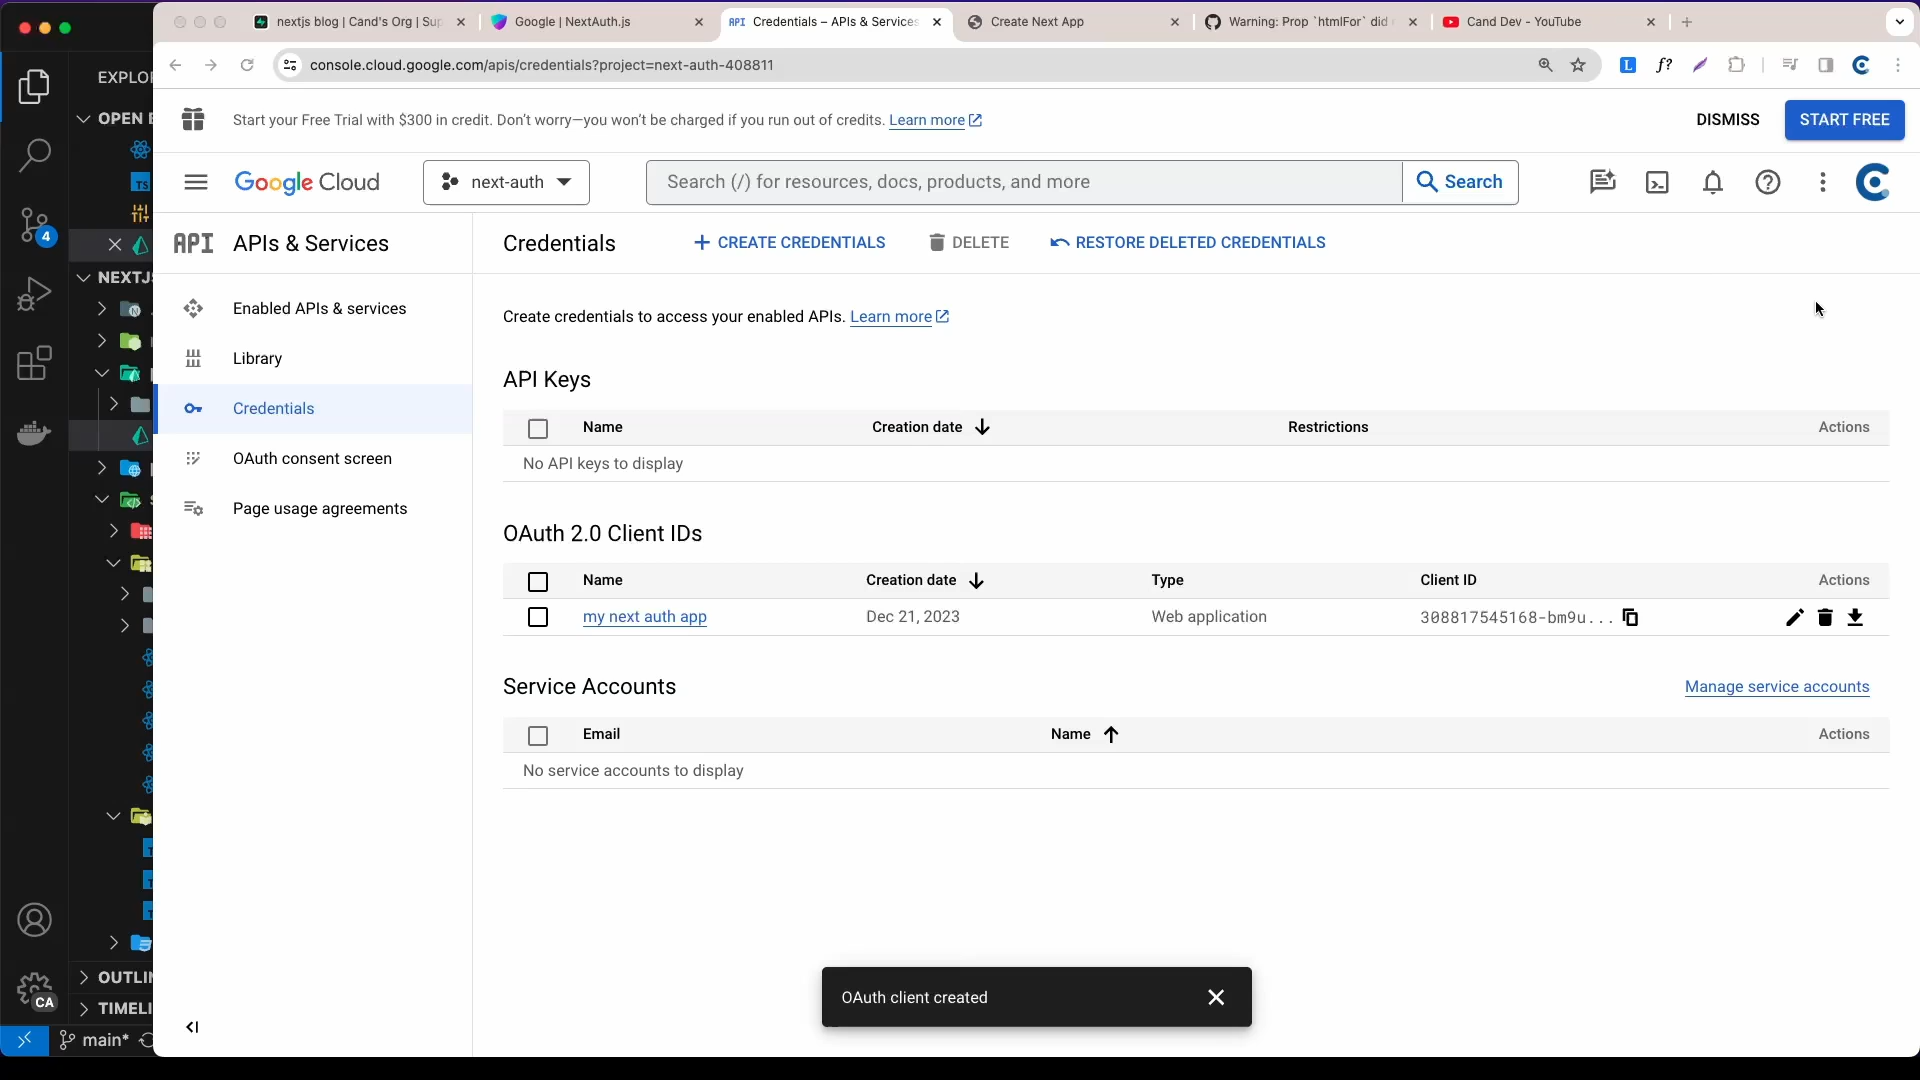 nextjs blog | Cand's Org | Sup
Google | NextAuth.js
API Credentials – APIs & Services
Create Next App
Warning: Prop `htmlFor` did
Cand Dev - YouTube
console.cloud.google.com/apis/credentials?project=next-auth-408811
L
f?
EXPLO
Start your Free Trial with $300 in credit. Don't worry—you won't be charged if you run out of credits. Learn more
DISMISS
START FREE
OPEN E
Google Cloud
next-auth
Search (/) for resources, docs, products, and more
Search
4
API APIs & Services
Credentials
CREATE CREDENTIALS
DELETE
RESTORE DELETED CREDENTIALS
NEXTJS
Enabled APIs & services
Library
Credentials
OAuth consent screen
Page usage agreements
Create credentials to access your enabled APIs. Learn more
API Keys
Name
Creation date
Restrictions
Actions
No API keys to display
OAuth 2.0 Client IDs
Name
Creation date
Type
Client ID
Actions
my next auth app
Dec 21, 2023
Web application
308817545168-bm9u...
Service Accounts
Manage service accounts
Email
Name
Actions
No service accounts to display
OAuth client created
OUTLIN
TIMELI
CA
main*